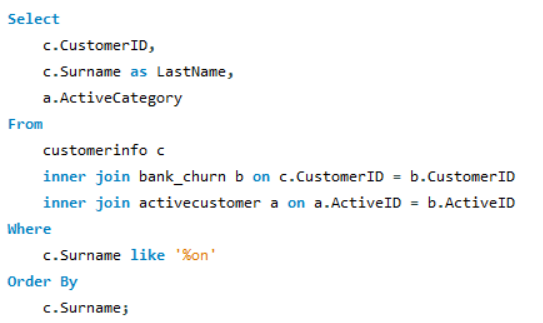 Select
    c.CustomerID,
    c.Surname as LastName,
    a.ActiveCategory
From
    customerinfo c
    inner join bank_churn b on c.CustomerID = b.CustomerID
    inner join activecustomer a on a.ActiveID = b.ActiveID
Where
    c.Surname like '%on'
Order By
    c.Surname;